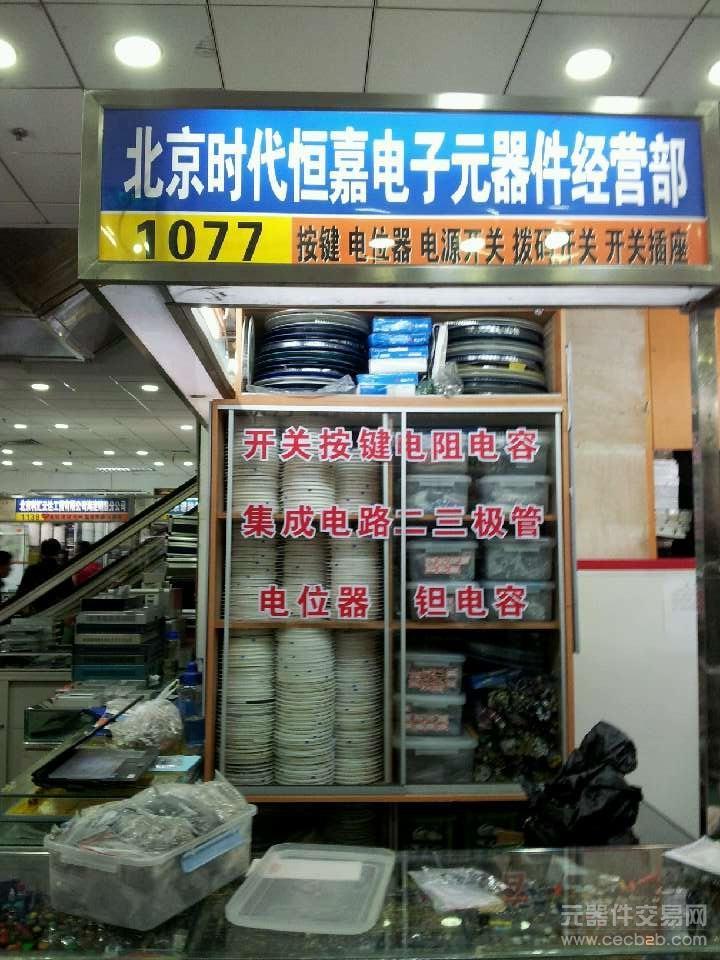 北京时代恒嘉电子元器件经营部
1077 按键 电位器 电源开关 拨码开关 开关插座
开关按键电阻电容
集成电路二三极管
电位器 钽电容
元器件交易网
www.cecb2b.com